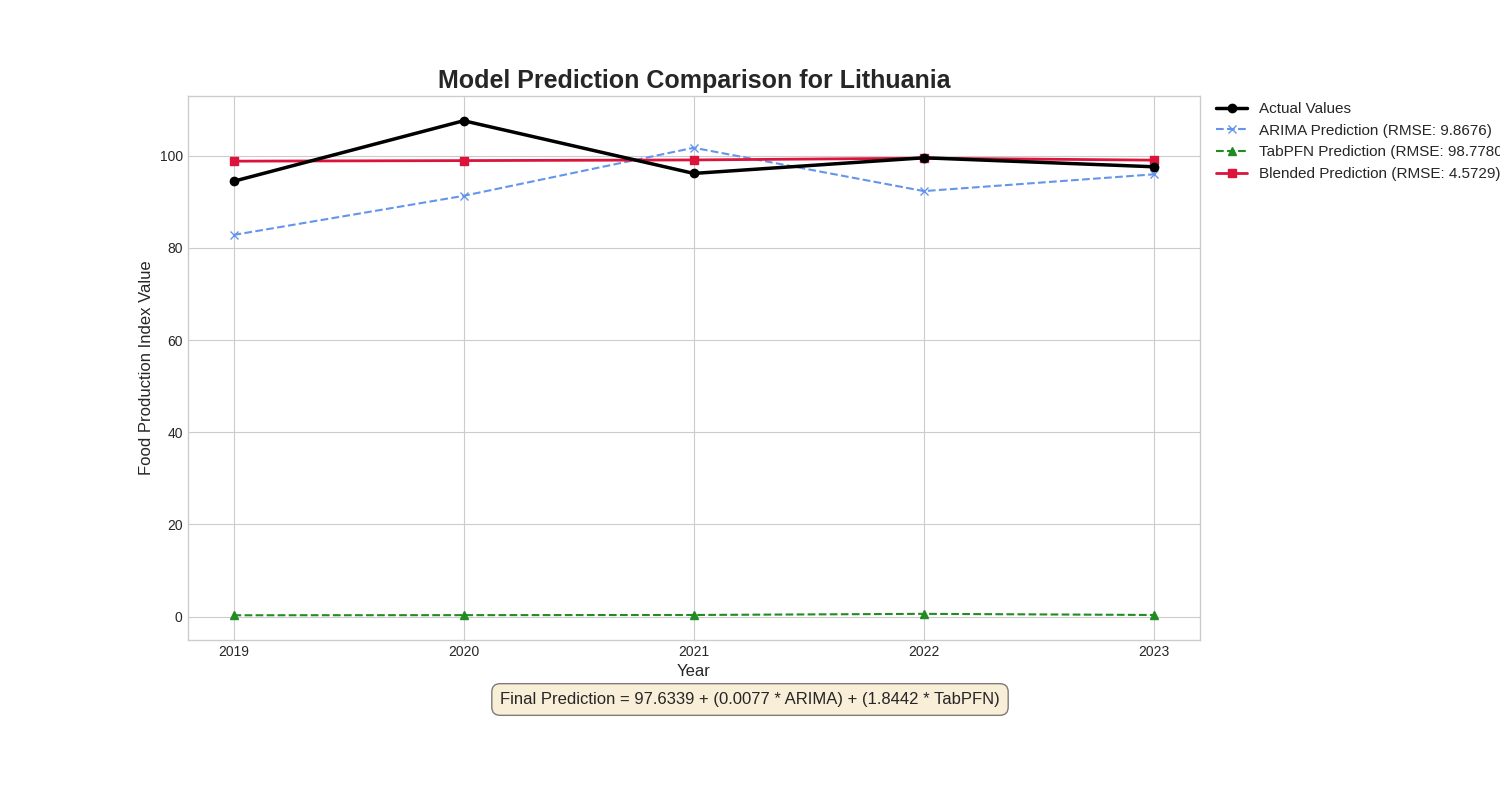 Model Prediction Comparison for Lithuania
Actual Values
ARIMA Prediction (RMSE: 9.8676)
TabPFN Prediction (RMSE: 98.7780
Blended Prediction (RMSE: 4.5729)
Food Production Index Value
100
80
60
40
20
0
2019 2020 2021 2022 2023
Year
Final Prediction = 97.6339 + (0.0077 * ARIMA) + (1.8442 * TabPFN)